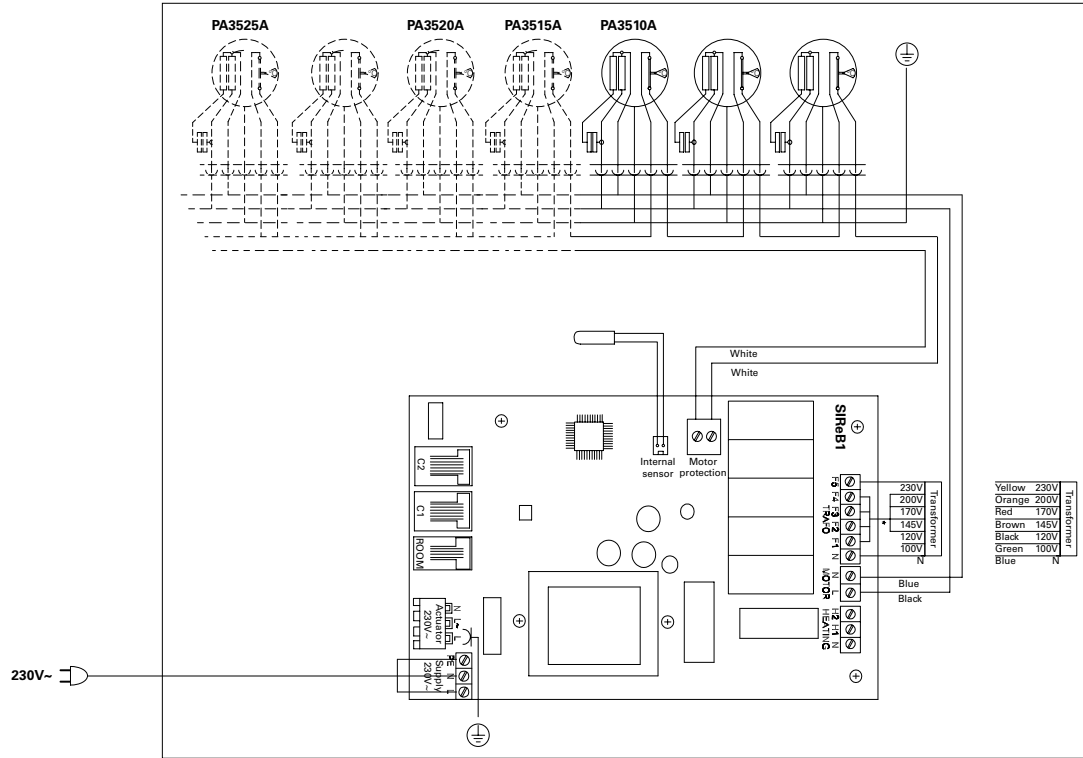 PA3525A PA3520A PA3515A PA3510A
White
White
SIReB1
Internal sensor
Motor protection
C2
C1
ROOM
F5 F4 F3 F2 F1 N
TRAFO
N L
MOTOR
H2 H1 N
HEATING
230V
200V
170V
145V
120V
100V
N
Transformer
*
Yellow 230V
Orange 200V
Red 170V
Brown 145V
Black 120V
Green 100V
Blue N
Transformer
Blue
Black
Actuator 230V~
N L~ L
PE N L
Supply 230V~
230V~